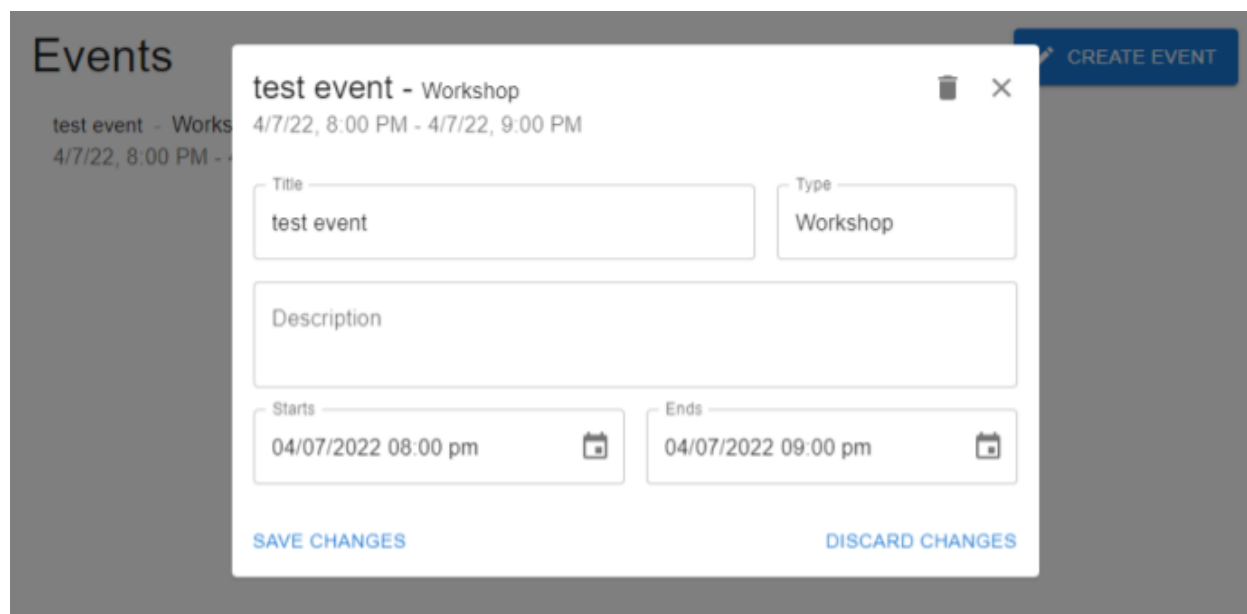 Events
CREATE EVENT
test event - Works
4/7/22, 8:00 PM -
test event - Workshop
4/7/22, 8:00 PM - 4/7/22, 9:00 PM
Title
test event
Type
Workshop
Description
Starts
04/07/2022 08:00 pm
Ends
04/07/2022 09:00 pm
SAVE CHANGES
DISCARD CHANGES